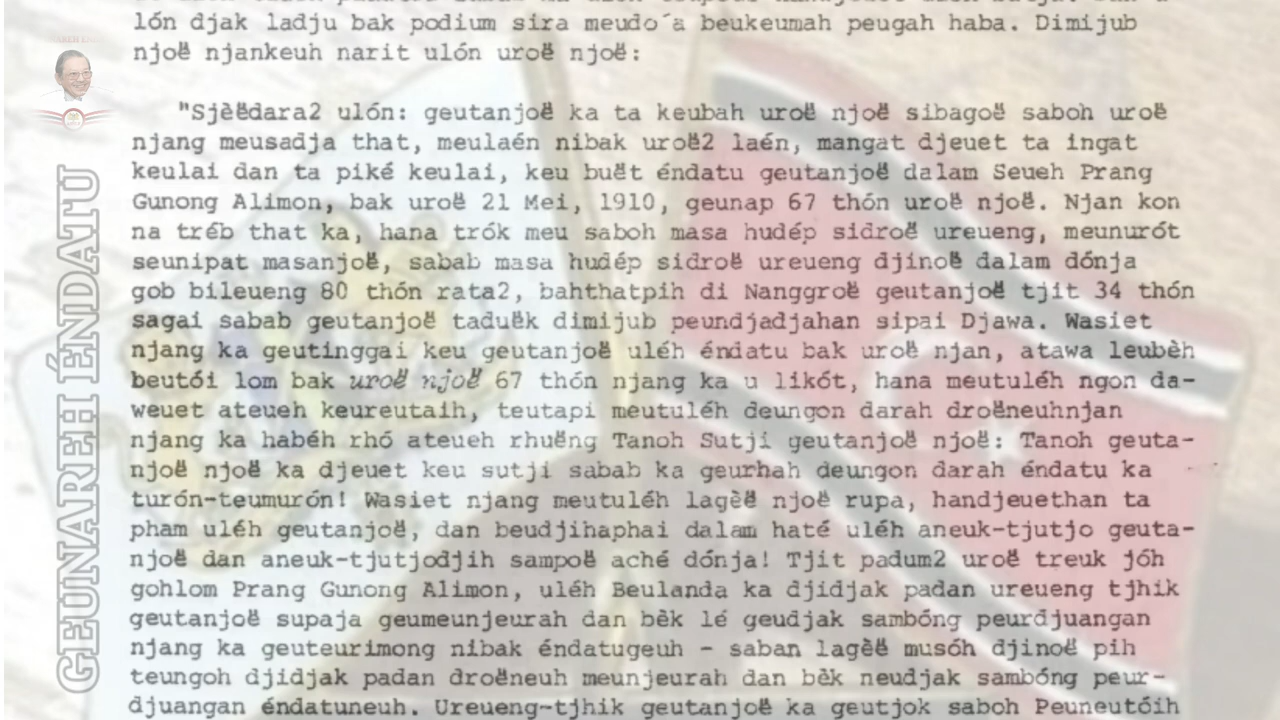 lón djak ladju bak podium sira meudo´a beukeumah peugah haba. Dimijub
njoë njankeuh narit ulón uroë njoë:
"Sjèëdara2 ulón: geutanjoë ka ta keubah uroë njoë sibagoë saboh uroë
njang meusadja that, meulaén nibak uroë2 laén, mangat djeuet ta ingat
keulai dan ta piké keulai, keu buët éndatu geutanjoë dalam Seueh Prang
Gunong Alimon, bak uroë 21 Mei, 1910, geunap 67 thón uroë njoë. Njan kon
na tréb that ka, hana trók meu saboh masa hudép sidroë ureueng, meunurót
seunipat masanjoë, sabab masa hudép sidroë ureueng djinoë dalam dónja
gob bileueng 80 thón rata2, bahthatpih di Nanggroë geutanjoë tjit 34 thón
sagai sabab geutanjoë taduëk dimijub peundjadjahan sipai Djawa. Wasiet
njang ka geutinggai keu geutanjoë uléh éndatu bak uroë njan, atawa leubèh
beutói lom bak uroë njoë 67 thón njang ka u likót, hana meutuléh ngon da-
weuet ateueh keureutaih, teutapi meutuléh deungon darah droëneuhnjan
njang ka habéh rhó ateueh rhuëng Tanoh Sutji geutanjoë njoë: Tanoh geuta-
njoë njoë ka djeuet keu sutji sabab ka geurhah deungon darah éndatu ka
turón-teumurón! Wasiet njang meutuléh lagèë njoë rupa, handjeuethan ta
pham uléh geutanjoë, dan beudjihaphai dalam haté uléh aneuk-tjutjo geuta-
njoë dan aneuk-tjutjodjih sampoë aché dónja! Tjit padum2 uroë treuk jóh
gohlom Prang Gunong Alimon, uléh Beulanda ka djidjak padan ureueng tjhik
geutanjoë supaja geumeunjeurah dan bèk lé geudjak sambóng peurdjuangan
njang ka geuteurimong nibak éndatugeuh - saban lagèë musóh djinoë pih
teungoh djidjak padan droëneuh meunjeurah dan bèk neudjak sambóng peur-
djuangan éndatuneuh. Ureueng-tjhik geutanjoë ka geutjok saboh Peuneutóih
GEUNAREH ÉNDATU